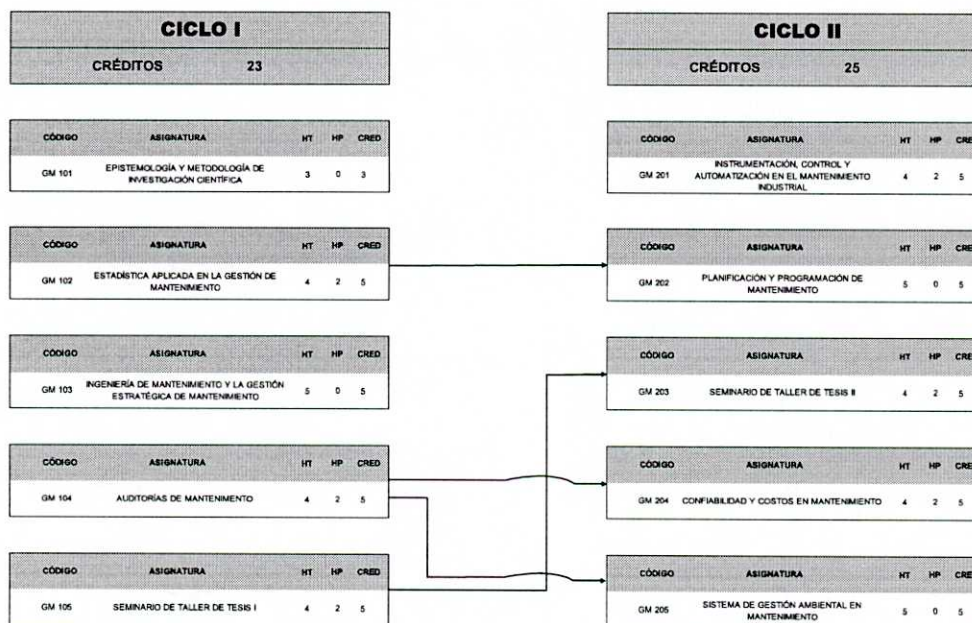 CICLO I
CRÉDITOS 23
CÓDIGO ASIGNATURA HT HP CRED
GM 101 EPISTEMOLOGÍA Y METODOLOGÍA DE
INVESTIGACIÓN CIENTÍFICA 3 0 3
CÓDIGO ASIGNATURA HT HP CRED
GM 102 ESTADÍSTICA APLICADA EN LA GESTIÓN DE
MANTENIMIENTO 4 2 5
CÓDIGO ASIGNATURA HT HP CRED
GM 103 INGENIERÍA DE MANTENIMIENTO Y LA GESTIÓN
ESTRATÉGICA DE MANTENIMIENTO 5 0 5
CÓDIGO ASIGNATURA HT HP CRED
GM 104 AUDITORÍAS DE MANTENIMENTO 4 2 5
CÓDIGO ASIGNATURA HT HP CRED
GM 105 SEMINARIO DE TALLER DE TESIS I 4 2 5
CICLO II
CRÉDITOS 25
CÓDIGO ASIGNATURA HT HP CRE
INSTRUMENTACIÓN, CONTROL Y
GM 201 AUTOMATIZACIÓN EN EL MANTENIMIENTO 4 2 5
INDUSTRIAL
CÓDIGO ASIGNATURA HT HP CRE
GM 202 PLANIFICACIÓN Y PROGRAMACIÓN DE
MANTENIMIENTO 5 0 5
CÓDIGO ASIGNATURA HT HP CRE
GM 203 SEMINARIO DE TALLER DE TESIS II 4 2 5
CÓDIGO ASIGNATURA HT HP CRE
GM 204 CONFIABILIDAD Y COSTOS EN MANTENIMIENTO 4 2 5
CÓDIGO ASIGNATURA HT HP CRE
GM 205 SISTEMA DE GESTIÓN AMBIENTAL EN
MANTENIMIENTO 5 0 5